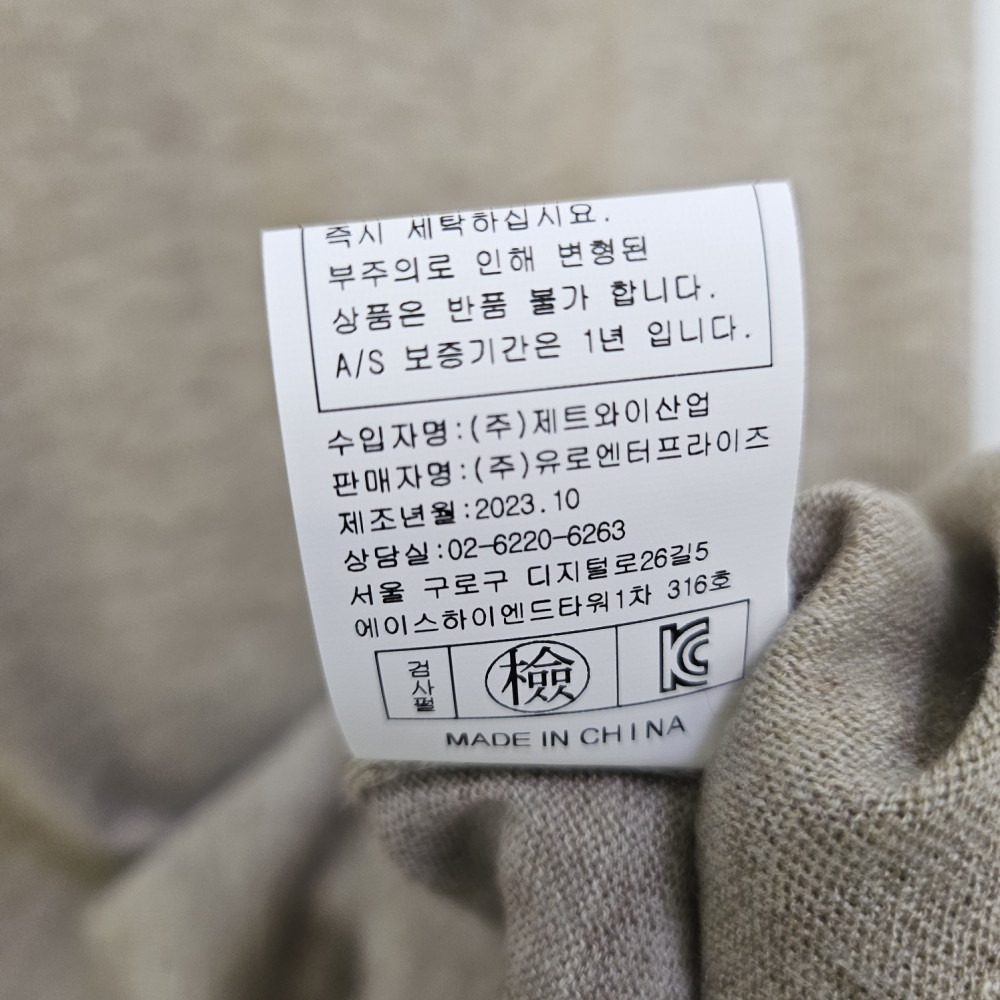 즉시 세탁하십시요.
부주의로 인해 변형된
상품은 반품 불가 합니다.
A/S 보증기간은 1년 입니다.
수입자명:(주)제트와이산업
판매자명:(주)유로엔터프라이즈
제조년월:2023.10
상담실:02-6220-6263
서울 구로구 디지털로26길5
에이스하이엔드타워1차 316호
검사필 檢 KC
MADE IN CHINA